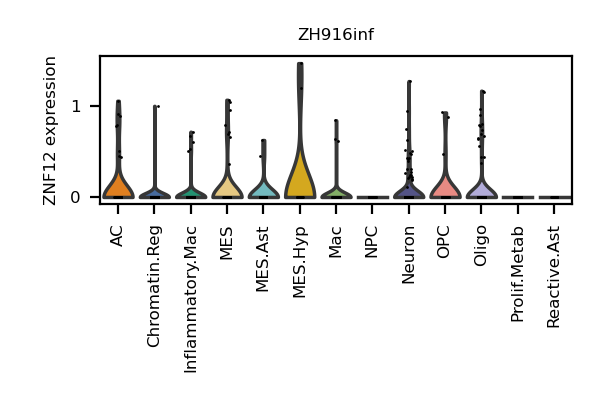 ZH916inf
ZNF12 expression
1
0
AC
Chromatin.Reg
Inflammatory.Mac
MES
MES.Ast
MES.Hyp
Mac
NPC
Neuron
OPC
Oligo
Prolif.Metab
Reactive.Ast